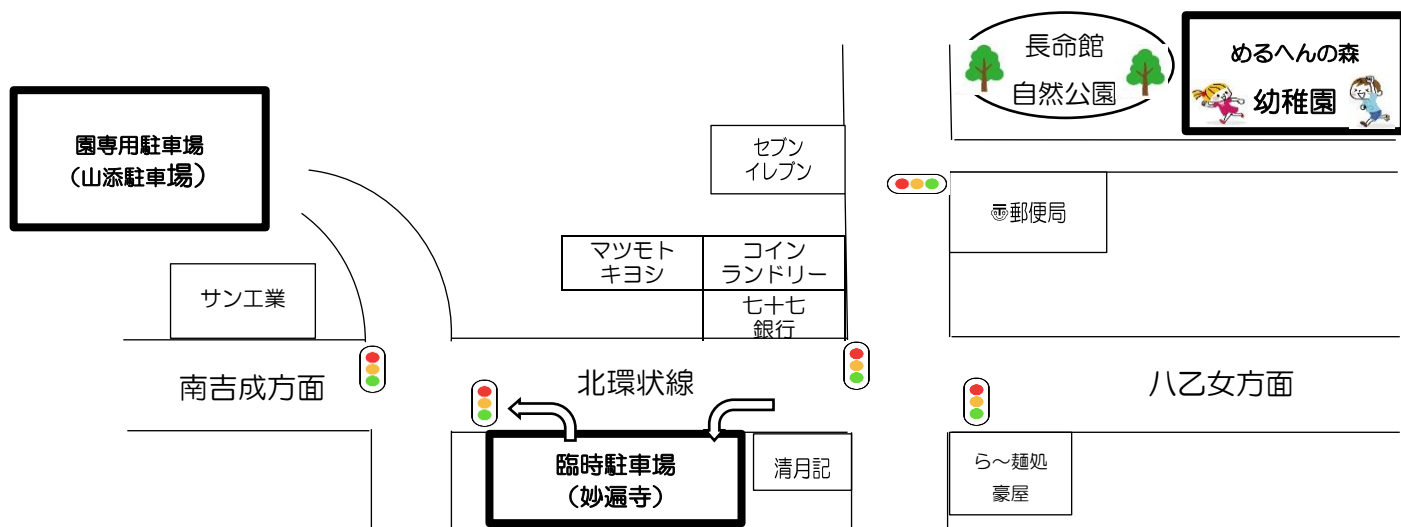 長命館
自然公園
めるへんの森
幼稚園
園専用駐車場
(山添駐車場)
セブン
イレブン
〠郵便局
マツモト
キヨシ
コイン
ランドリー
サン工業
七十七
銀行
南吉成方面
北環状線
八乙女方面
臨時駐車場
(妙遍寺)
清月記
ら～麺処
豪屋